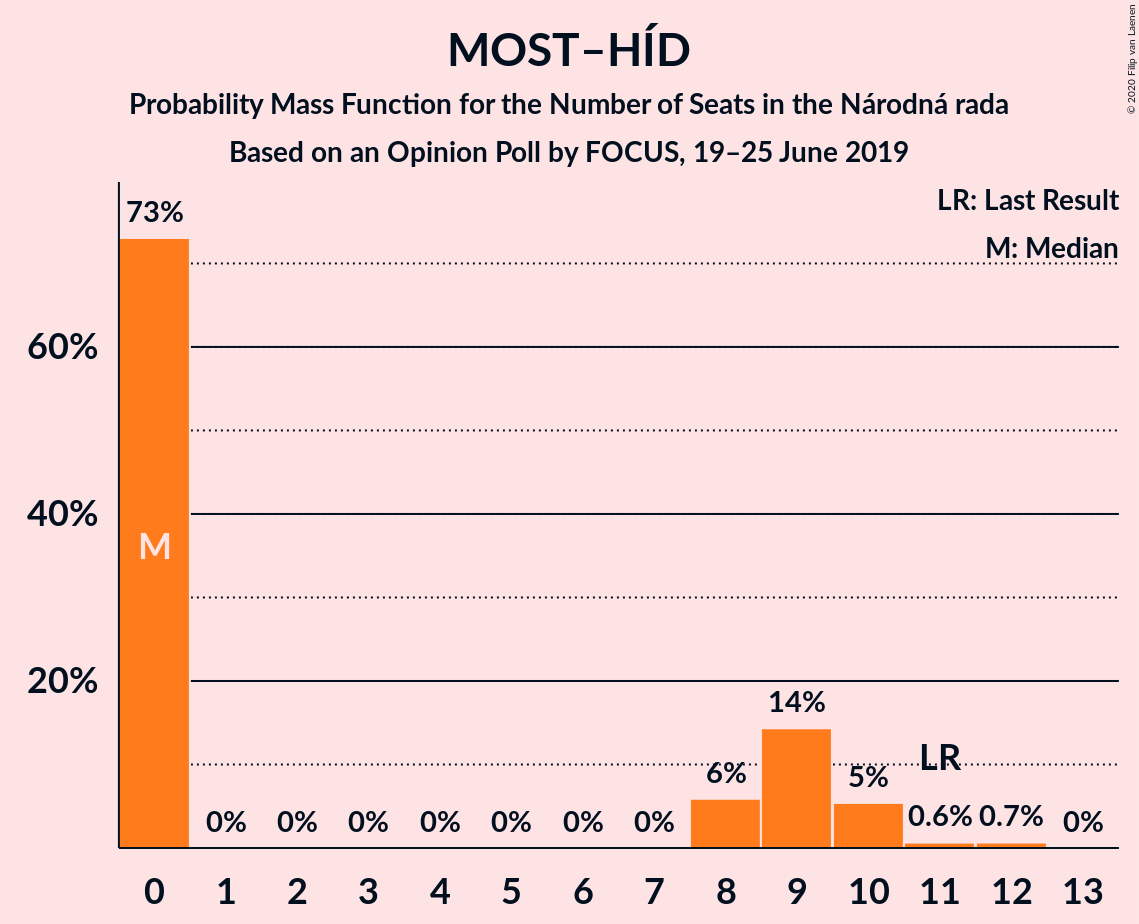 MOST–HÍD
Probability Mass Function for the Number of Seats in the Národná rada
Based on an Opinion Poll by FOCUS, 19–25 June 2019
© 2020 Filip van Laenen
LR: Last Result
M: Median
73%
60%
40%
20%
M
0%
0%
0%
0%
0%
0%
0%
6%
14%
5%
LR
0.6%
0.7%
0%
0 1 2 3 4 5 6 7 8 9 10 11 12 13